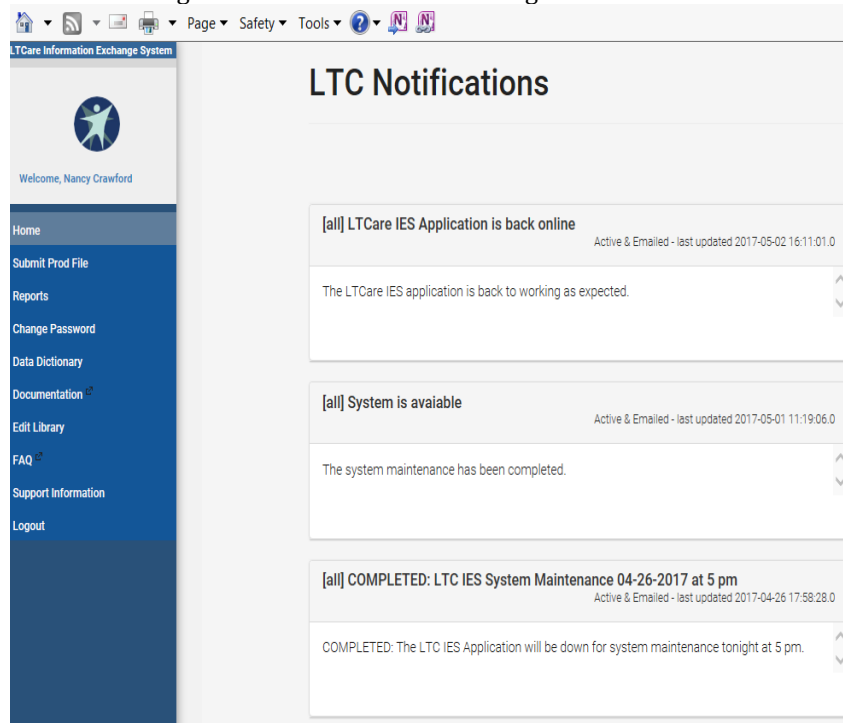 Page Safety Tools
LTCare Information Exchange System
Welcome, Nancy Crawford
Home
Submit Prod File
Reports
Change Password
Data Dictionary
Documentation
Edit Library
FAQ
Support Information
Logout
LTC Notifications
[all] LTCare IES Application is back online
Active & Emailed - last updated 2017-05-02 16:11:01.0
The LTCare IES application is back to working as expected.
[all] System is avaiable
Active & Emailed - last updated 2017-05-01 11:19:06.0
The system maintenance has been completed.
[all] COMPLETED: LTC IES System Maintenance 04-26-2017 at 5 pm
Active & Emailed - last updated 2017-04-26 17:58:28.0
COMPLETED: The LTC IES Application will be down for system maintenance tonight at 5 pm.